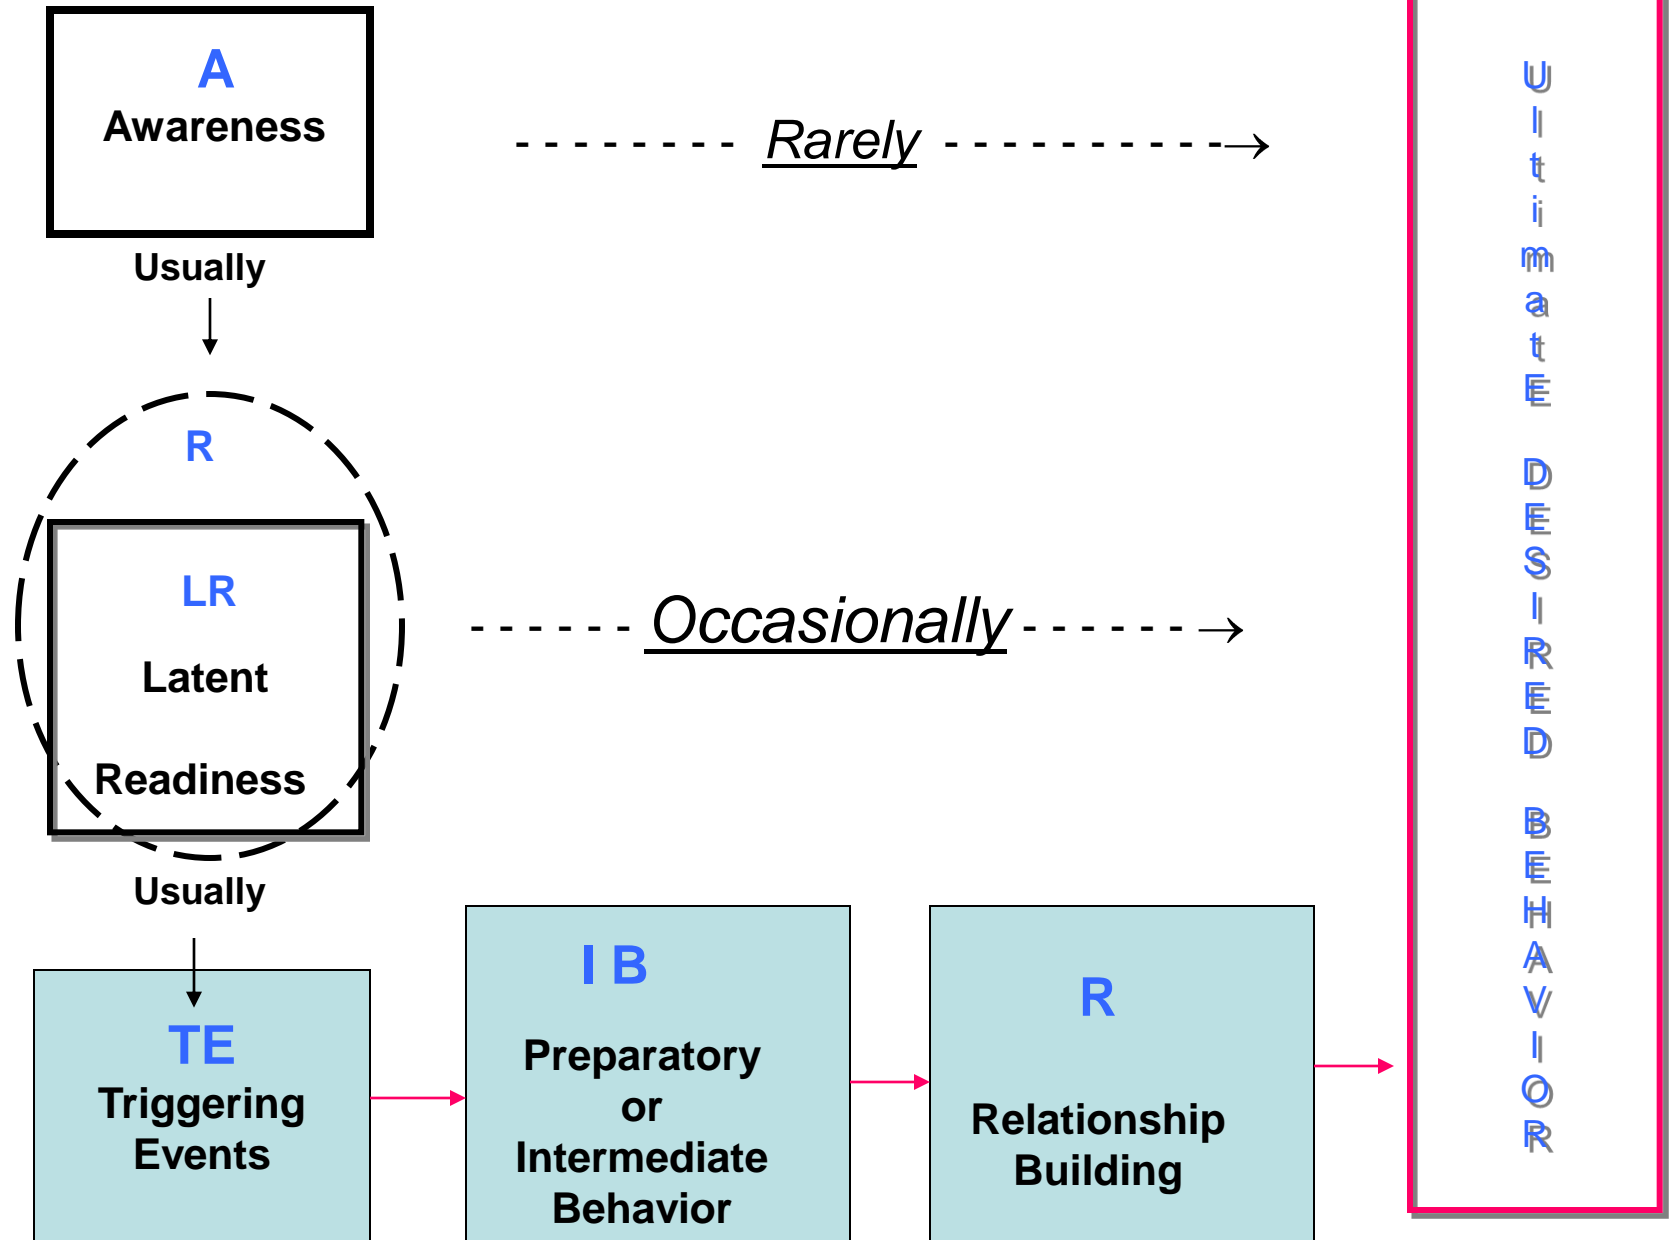 A
Awareness
- - - - - - - - Rarely - - - - - - - - - -→
Usually
R
LR
Latent
Readiness
- - - - - - Occasionally - - - - - - →
Usually
TE
Triggering
Events
I B
Preparatory
or
Intermediate
Behavior
R
Relationship
Building
U
l
t
i
m
a
t
E
D
E
S
I
R
E
D
B
E
H
A
V
I
O
R